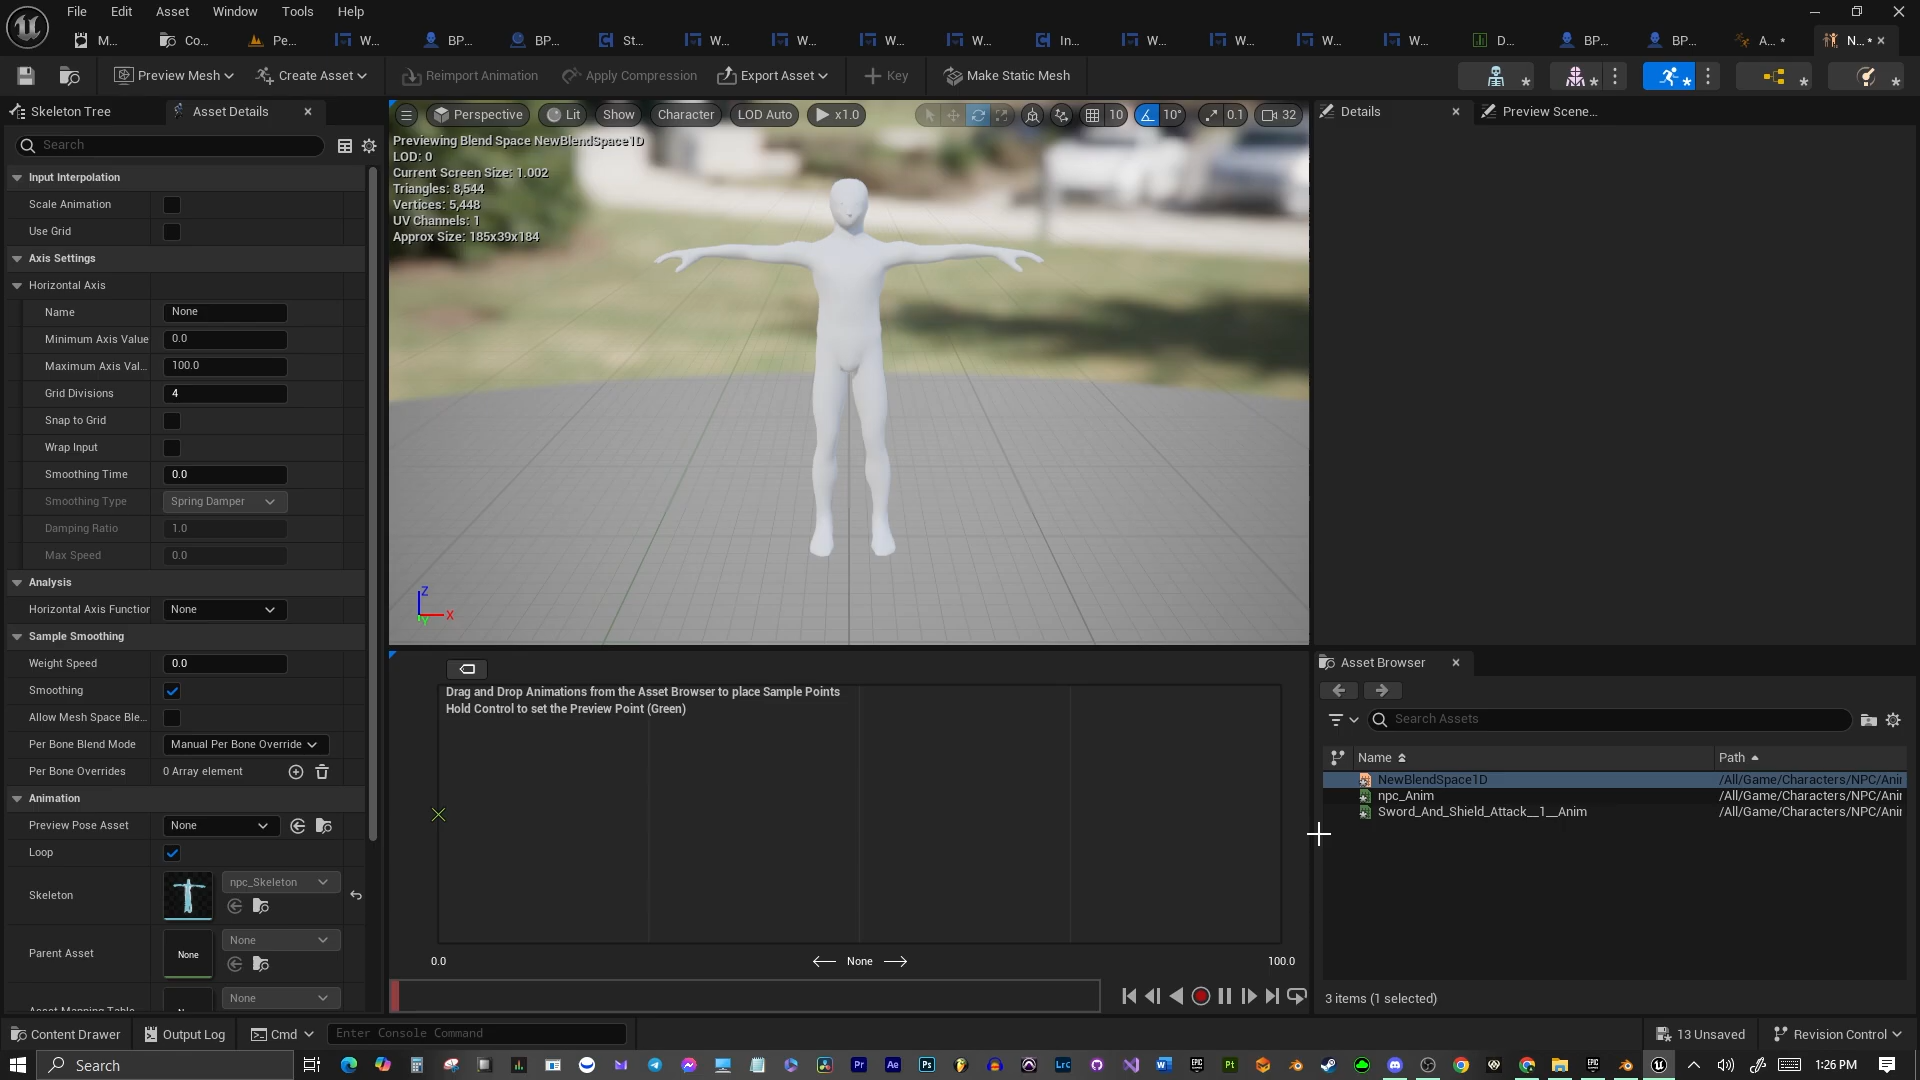 File Edit Asset Window Tools Help
M... Co... Pe... W... BP... BP... St... W... W... W... W... In... W... W... W... W... D... BP... BP... A... * N... *
Preview Mesh Create Asset Reimport Animation Apply Compression Export Asset Key Make Static Mesh
Skeleton Tree Asset Details
Search
Input Interpolation
Scale Animation
Use Grid
Axis Settings
Horizontal Axis
Name None
Minimum Axis Value 0.0
Maximum Axis Val... 100.0
Grid Divisions 4
Snap to Grid
Wrap Input
Smoothing Time 0.0
Smoothing Type Spring Damper
Damping Ratio 1.0
Max Speed 0.0
Analysis
Horizontal Axis Function None
Sample Smoothing
Weight Speed 0.0
Smoothing
Allow Mesh Space Ble...
Per Bone Blend Mode Manual Per Bone Override
Per Bone Overrides 0 Array element
Animation
Preview Pose Asset None
Loop
Skeleton npc_Skeleton
Parent Asset None None
None
Perspective Lit Show Character LOD Auto x1.0 10 10° 0.1 32
Previewing Blend Space NewBlendSpace1D
LOD: 0
Current Screen Size: 1.002
Triangles: 8,544
Vertices: 5,448
UV Channels: 1
Approx Size: 185x39x184
Z
X
Y
Drag and Drop Animations from the Asset Browser to place Sample Points
Hold Control to set the Preview Point (Green)
0.0 None 100.0
Details Preview Scene...
Asset Browser
Search Assets
Name Path
NewBlendSpace1D /All/Game/Characters/NPC/Ani
npc_Anim /All/Game/Characters/NPC/Ani
Sword_And_Shield_Attack__1__Anim /All/Game/Characters/NPC/Ani
3 items (1 selected)
Content Drawer Output Log Cmd Enter Console Command 13 Unsaved Revision Control
Search 1:26 PM